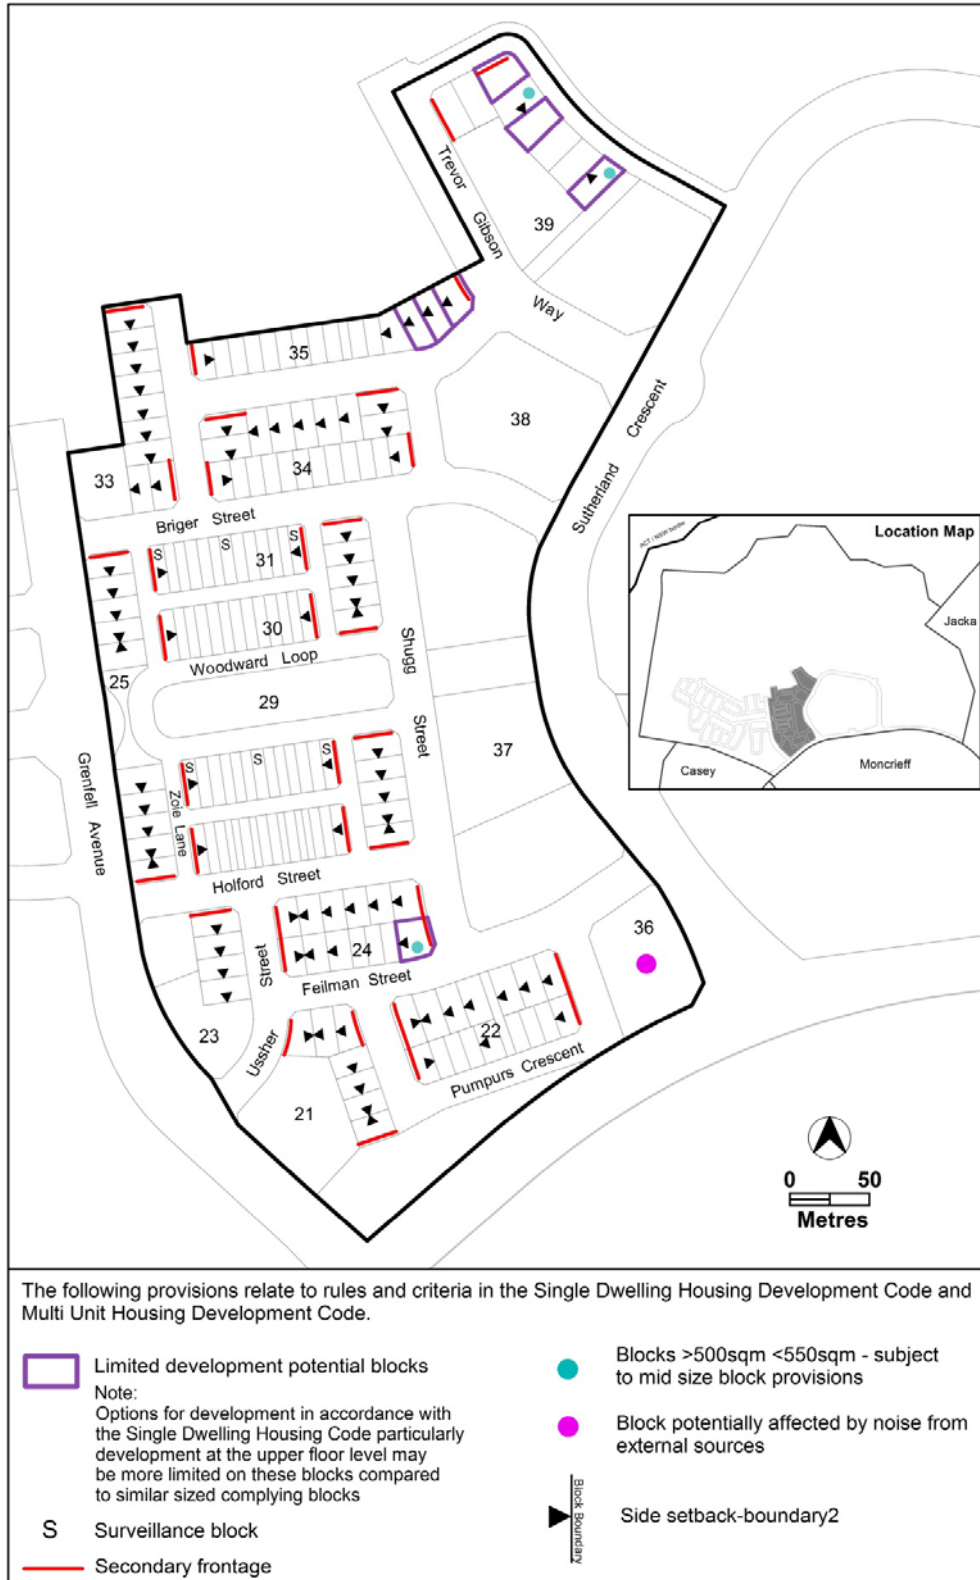 Trevor Gibson Way
39
35
38
Sutherland Crescent
33
34
Briger Street
S
S
S
31
30
Woodward Loop
Shugg Street
25
29
Location Map
ACT / NSW border
Jacka
Casey
Moncrieff
S
S
S
37
Grenfell Avenue
Zoie Lane
Holford Street
36
24
Feilman Street
Ussher Street
23
22
Pumpurs Crescent
21
0 50
Metres
The following provisions relate to rules and criteria in the Single Dwelling Housing Development Code and
Multi Unit Housing Development Code.
Limited development potential blocks
Note:
Options for development in accordance with
the Single Dwelling Housing Code particularly
development at the upper floor level may
be more limited on these blocks compared
to similar sized complying blocks
S Surveillance block
Secondary frontage
Blocks >500sqm <550sqm - subject
to mid size block provisions
Block potentially affected by noise from
external sources
Block Boundary
Side setback-boundary2